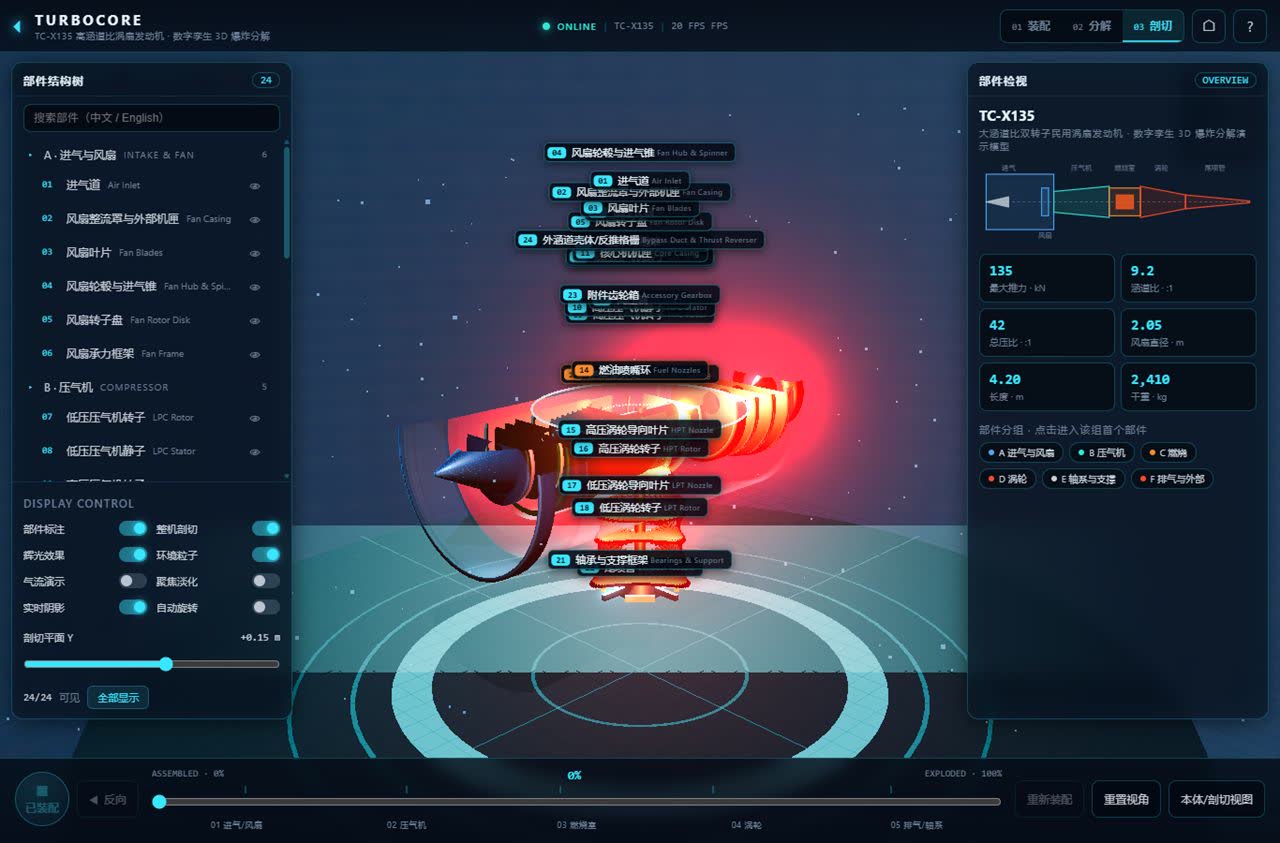 TURBOCORE
TC-X135 高涵道比涡扇发动机 · 数字孪生 3D 爆炸分解
ONLINE
TC-X135
20 FPS FPS
01 装配
02 分解
03 剖切
?
部件结构树
24
搜索部件（中文 / English）
A · 进气与风扇 INTAKE & FAN 6
01 进气道 Air Inlet
02 风扇整流罩与外部机匣 Fan Casing
03 风扇叶片 Fan Blades
04 风扇轮毂与进气锥 Fan Hub & Spi...
05 风扇转子盘 Fan Rotor Disk
06 风扇承力框架 Fan Frame
B · 压气机 COMPRESSOR 5
07 低压压气机转子 LPC Rotor
08 低压压气机静子 LPC Stator
DISPLAY CONTROL
部件标注
整机剖切
辉光效果
环境粒子
气流演示
聚焦淡化
实时阴影
自动旋转
剖切平面 Y
+0.15 m
24/24 可见
全部显示
04 风扇轮毂与进气锥 Fan Hub & Spinner
01 进气道 Air Inlet
02 风扇整流罩与外部机匣 Fan Casing
03 风扇叶片 Fan Blades
05 风扇转子盘 Fan Rotor Disk
24 外涵道壳体/反推格栅 Bypass Duct & Thrust Reverser
11 核心机机匣 Core Casing
23 附件齿轮箱 Accessory Gearbox
10
14 燃油喷嘴环 Fuel Nozzles
15 高压涡轮导向叶片 HPT Nozzle
16 高压涡轮转子 HPT Rotor
17 低压涡轮导向叶片 LPT Nozzle
18 低压涡轮转子 LPT Rotor
21 轴承与支撑框架 Bearings & Support
部件检视
OVERVIEW
TC-X135
大涵道比双转子民用涡扇发动机 · 数字孪生 3D 爆炸分解演
示模型
进气
压气机
燃烧室
涡轮
尾喷管
风扇
135
最大推力 · kN
9.2
涵道比 · :1
42
总压比 · :1
2.05
风扇直径 · m
4.20
长度 · m
2,410
干重 · kg
部件分组 · 点击进入该组首个部件
A 进气与风扇
B 压气机
C 燃烧
D 涡轮
E 轴系与支撑
F 排气与外部
已装配
反向
ASSEMBLED · 0%
0%
EXPLODED · 100%
01 进气/风扇
02 压气机
03 燃烧室
04 涡轮
05 排气/轴系
重新装配
重置视角
本体/剖切视图